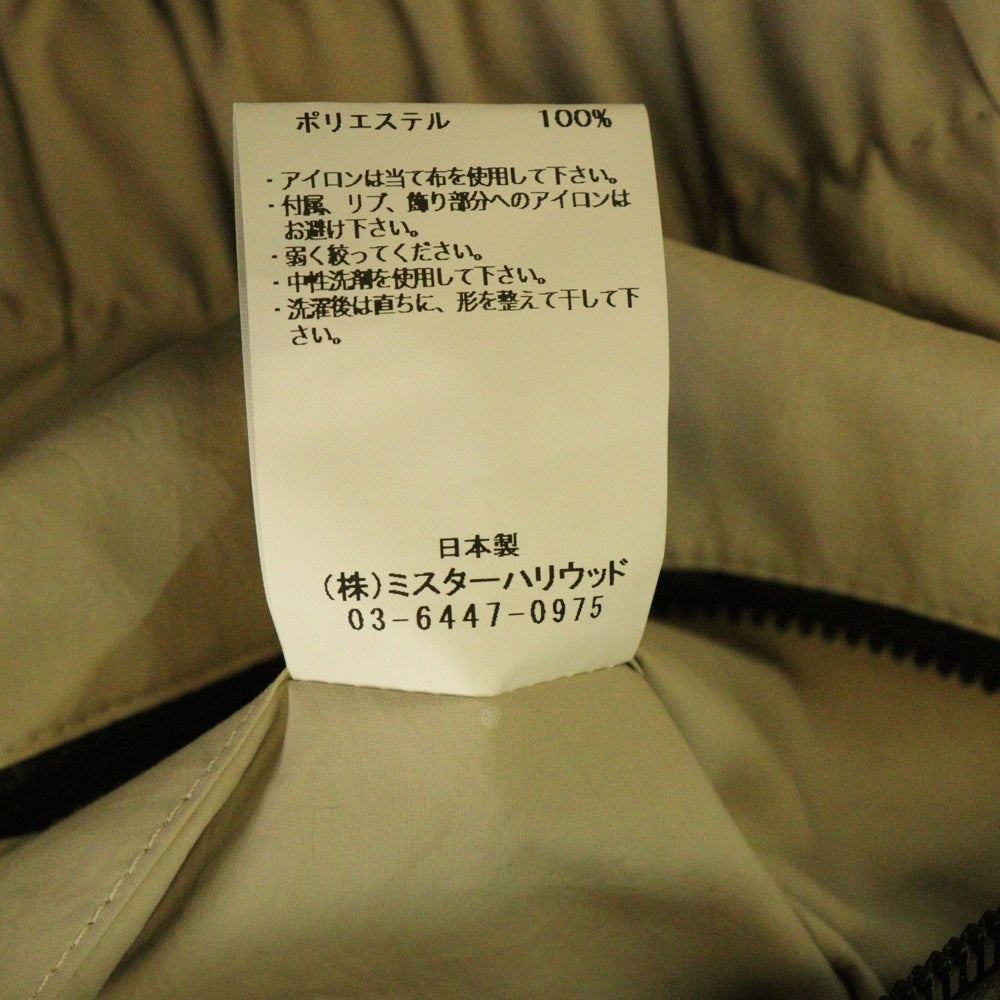 ポリエステル 100%
・アイロンは当て布を使用して下さい。
・付属、リブ、飾り部分へのアイロンは
お避け下さい。
・弱く絞ってください。
・中性洗剤を使用して下さい。
・洗濯後は直ちに、形を整えて干して下
さい。
日本製
(株)ミスターハリウッド
03-6447-0975